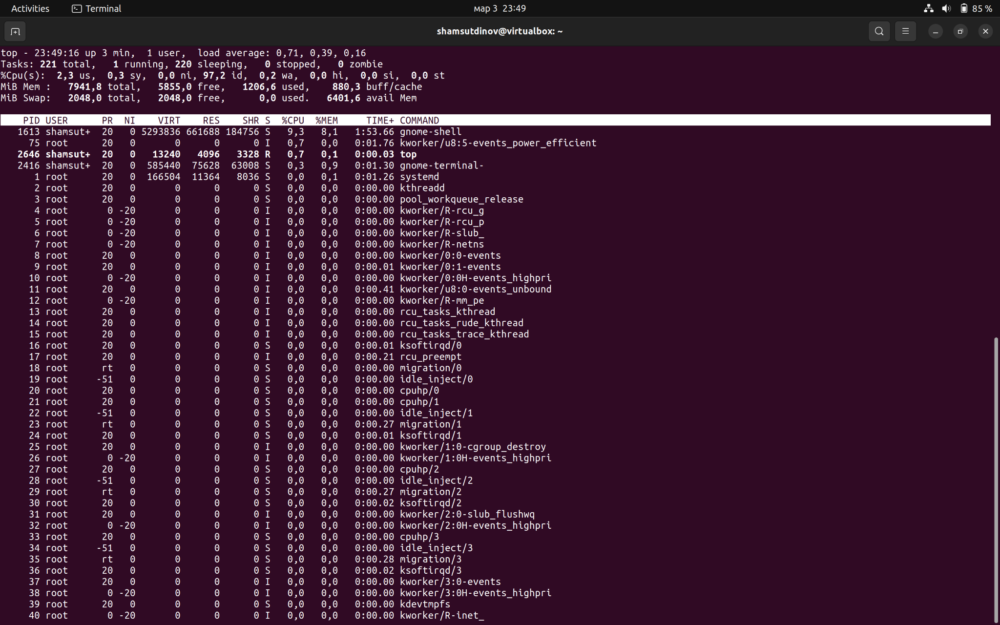 Activities Terminal мар 3 23:49 85 %
shamsutdinov@virtualbox: ~
top - 23:49:16 up 3 min,  1 user,  load average: 0,71, 0,39, 0,16
Tasks: 221 total,   1 running, 220 sleeping,   0 stopped,   0 zombie
%Cpu(s):  2,3 us,  0,3 sy,  0,0 ni, 97,2 id,  0,2 wa,  0,0 hi,  0,0 si,  0,0 st
MiB Mem :   7941,8 total,   5855,0 free,   1206,6 used,    880,3 buff/cache
MiB Swap:   2048,0 total,   2048,0 free,      0,0 used.   6401,6 avail Mem
PID USER PR NI VIRT RES SHR S %CPU %MEM TIME+ COMMAND
1613 shamsut+ 20 0 5293836 661688 184756 S 9,3 8,1 1:53.66 gnome-shell
75 root 20 0 0 0 0 I 0,7 0,0 0:01.76 kworker/u8:5-events_power_efficient
2646 shamsut+ 20 0 13240 4096 3328 R 0,7 0,1 0:00.03 top
2416 shamsut+ 20 0 585440 75628 63008 S 0,3 0,9 0:01.30 gnome-terminal-
1 root 20 0 166504 11364 8036 S 0,0 0,1 0:01.26 systemd
2 root 20 0 0 0 0 S 0,0 0,0 0:00.00 kthreadd
3 root 20 0 0 0 0 S 0,0 0,0 0:00.00 pool_workqueue_release
4 root 0 -20 0 0 0 I 0,0 0,0 0:00.00 kworker/R-rcu_g
5 root 0 -20 0 0 0 I 0,0 0,0 0:00.00 kworker/R-rcu_p
6 root 0 -20 0 0 0 I 0,0 0,0 0:00.00 kworker/R-slub_
7 root 0 -20 0 0 0 I 0,0 0,0 0:00.00 kworker/R-netns
8 root 20 0 0 0 0 I 0,0 0,0 0:00.00 kworker/0:0-events
9 root 20 0 0 0 0 I 0,0 0,0 0:00.01 kworker/0:1-events
10 root 0 -20 0 0 0 I 0,0 0,0 0:00.00 kworker/0:0H-events_highpri
11 root 20 0 0 0 0 I 0,0 0,0 0:00.41 kworker/u8:0-events_unbound
12 root 0 -20 0 0 0 I 0,0 0,0 0:00.00 kworker/R-mm_pe
13 root 20 0 0 0 0 I 0,0 0,0 0:00.00 rcu_tasks_kthread
14 root 20 0 0 0 0 I 0,0 0,0 0:00.00 rcu_tasks_rude_kthread
15 root 20 0 0 0 0 I 0,0 0,0 0:00.00 rcu_tasks_trace_kthread
16 root 20 0 0 0 0 S 0,0 0,0 0:00.01 ksoftirqd/0
17 root 20 0 0 0 0 I 0,0 0,0 0:00.21 rcu_preempt
18 root rt 0 0 0 0 S 0,0 0,0 0:00.00 migration/0
19 root -51 0 0 0 0 S 0,0 0,0 0:00.00 idle_inject/0
20 root 20 0 0 0 0 S 0,0 0,0 0:00.00 cpuhp/0
21 root 20 0 0 0 0 S 0,0 0,0 0:00.00 cpuhp/1
22 root -51 0 0 0 0 S 0,0 0,0 0:00.00 idle_inject/1
23 root rt 0 0 0 0 S 0,0 0,0 0:00.27 migration/1
24 root 20 0 0 0 0 S 0,0 0,0 0:00.01 ksoftirqd/1
25 root 20 0 0 0 0 I 0,0 0,0 0:00.00 kworker/1:0-cgroup_destroy
26 root 0 -20 0 0 0 I 0,0 0,0 0:00.00 kworker/1:0H-events_highpri
27 root 20 0 0 0 0 S 0,0 0,0 0:00.00 cpuhp/2
28 root -51 0 0 0 0 S 0,0 0,0 0:00.00 idle_inject/2
29 root rt 0 0 0 0 S 0,0 0,0 0:00.27 migration/2
30 root 20 0 0 0 0 S 0,0 0,0 0:00.02 ksoftirqd/2
31 root 20 0 0 0 0 I 0,0 0,0 0:00.00 kworker/2:0-slub_flushwq
32 root 0 -20 0 0 0 I 0,0 0,0 0:00.00 kworker/2:0H-events_highpri
33 root 20 0 0 0 0 S 0,0 0,0 0:00.00 cpuhp/3
34 root -51 0 0 0 0 S 0,0 0,0 0:00.00 idle_inject/3
35 root rt 0 0 0 0 S 0,0 0,0 0:00.28 migration/3
36 root 20 0 0 0 0 S 0,0 0,0 0:00.02 ksoftirqd/3
37 root 20 0 0 0 0 I 0,0 0,0 0:00.00 kworker/3:0-events
38 root 0 -20 0 0 0 I 0,0 0,0 0:00.00 kworker/3:0H-events_highpri
39 root 20 0 0 0 0 S 0,0 0,0 0:00.00 kdevtmpfs
40 root 0 -20 0 0 0 I 0,0 0,0 0:00.00 kworker/R-inet_